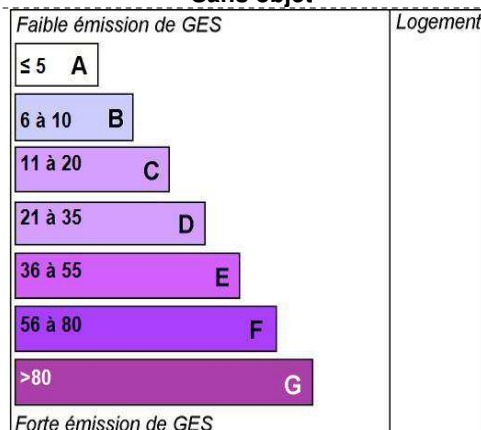 Sans objet
Faible émission de GES Logement
≤ 5 A
6 à 10 B
11 à 20 C
21 à 35 D
36 à 55 E
56 à 80 F
>80 G
Forte émission de GES